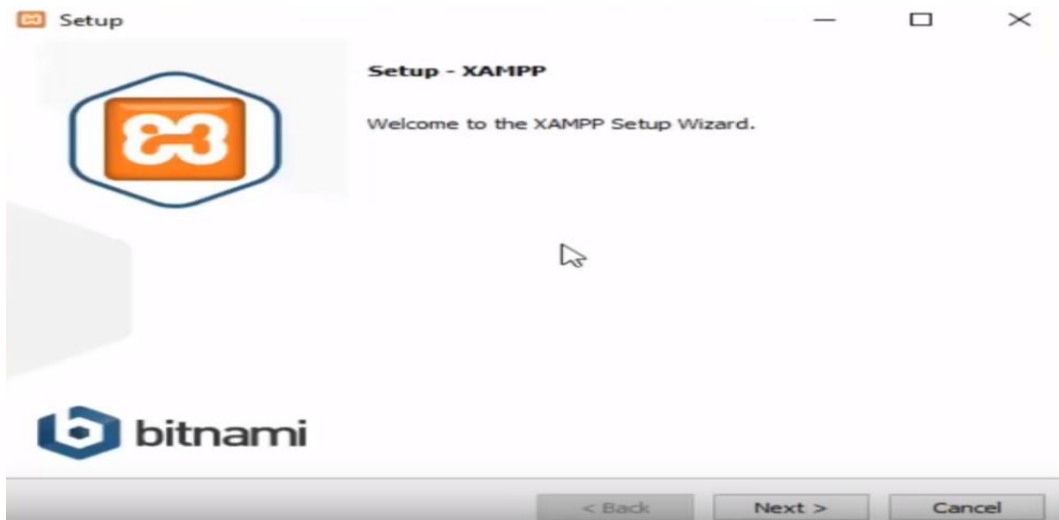 Setup
Setup - XAMPP
Welcome to the XAMPP Setup Wizard.
bitnami
< Back Next > Cancel